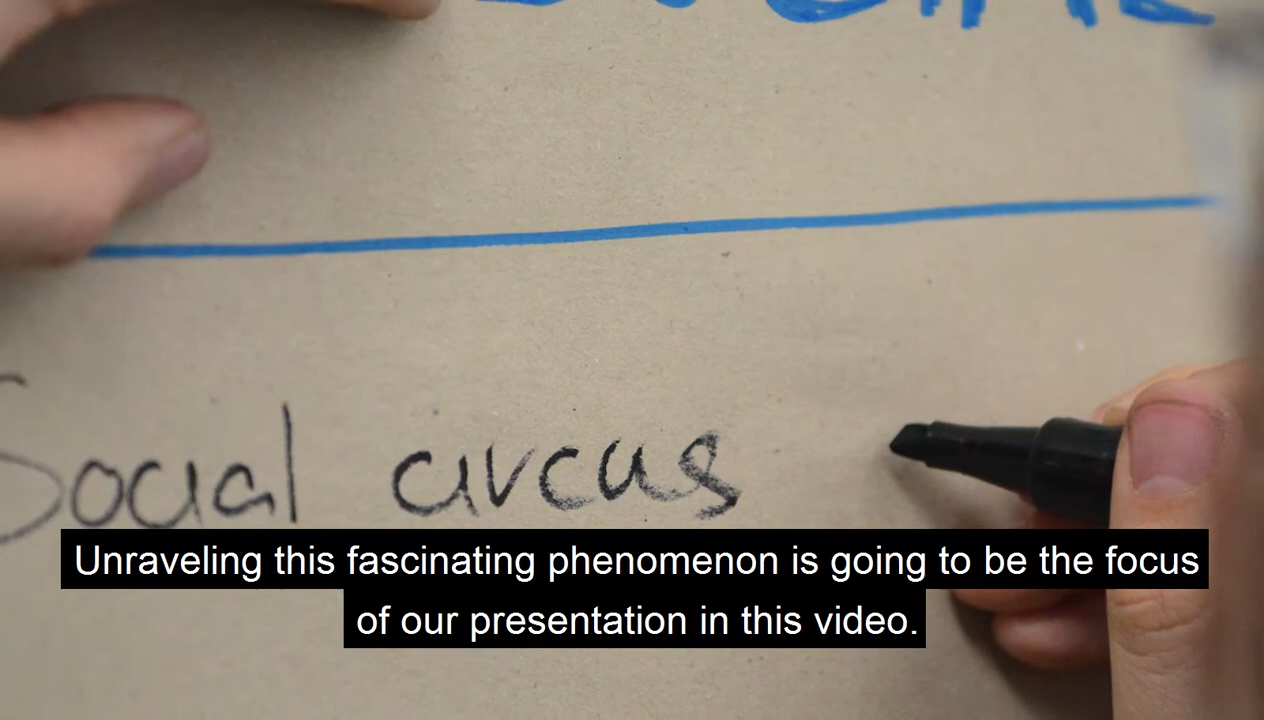 Social circus
Unraveling this fascinating phenomenon is going to be the focus
of our presentation in this video.